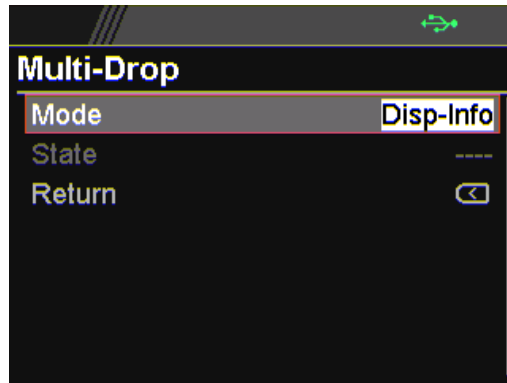 Multi-Drop
Mode Disp-Info
State ----
Return